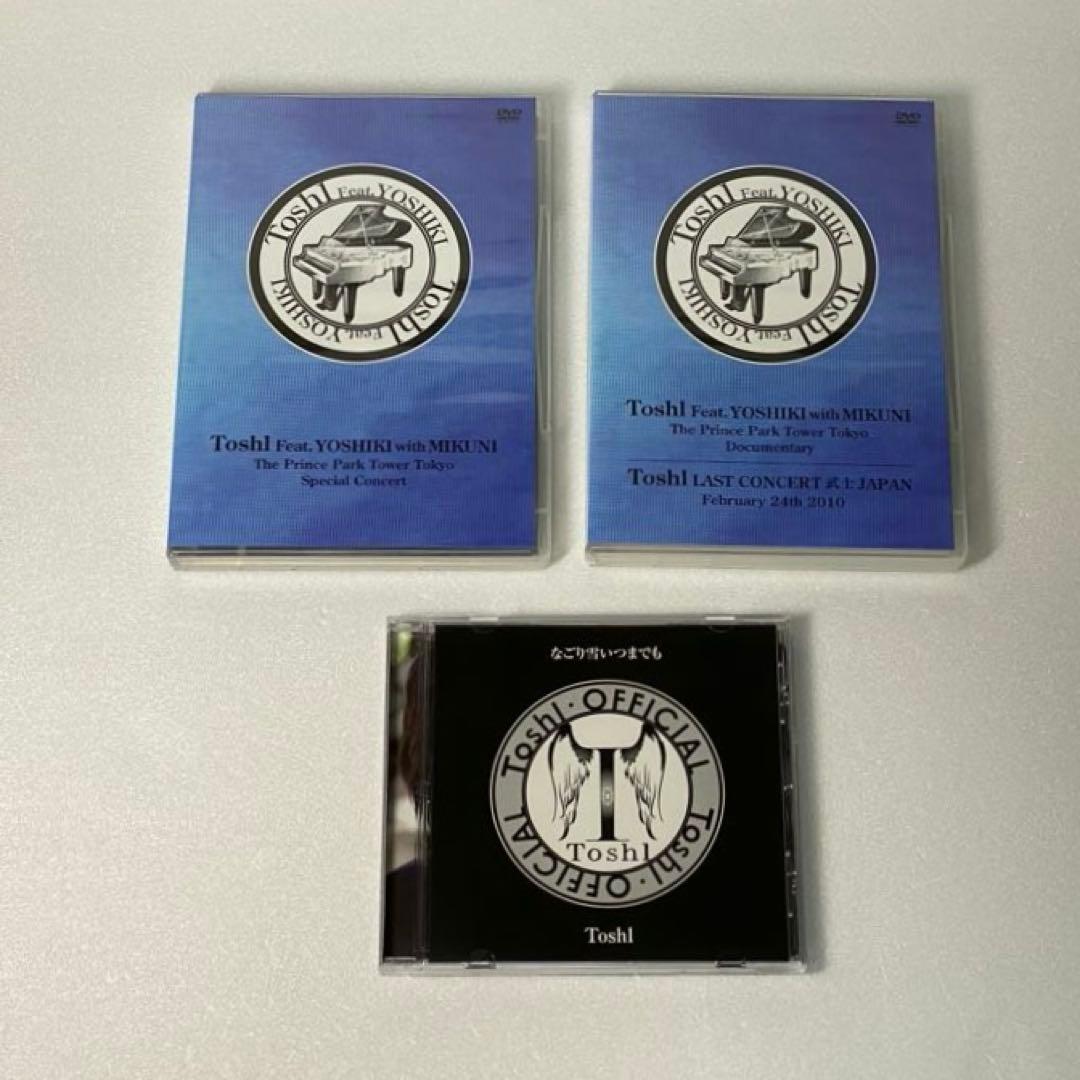 DVD
Toshl Feat. YOSHIKI
Toshl Feat. YOSHIKI
Toshl Feat. YOSHIKI with MIKUNI
The Prince Park Tower Tokyo
Special Concert
DVD
Toshl Feat. YOSHIKI
Toshl Feat. YOSHIKI
Toshl Feat. YOSHIKI with MIKUNI
The Prince Park Tower Tokyo
Documentary
Toshl LAST CONCERT 武士 JAPAN
February 24th 2010
なごり雪いつまでも
Toshl・OFFICIAL
Toshl・OFFICIAL
T
Toshl
Toshl